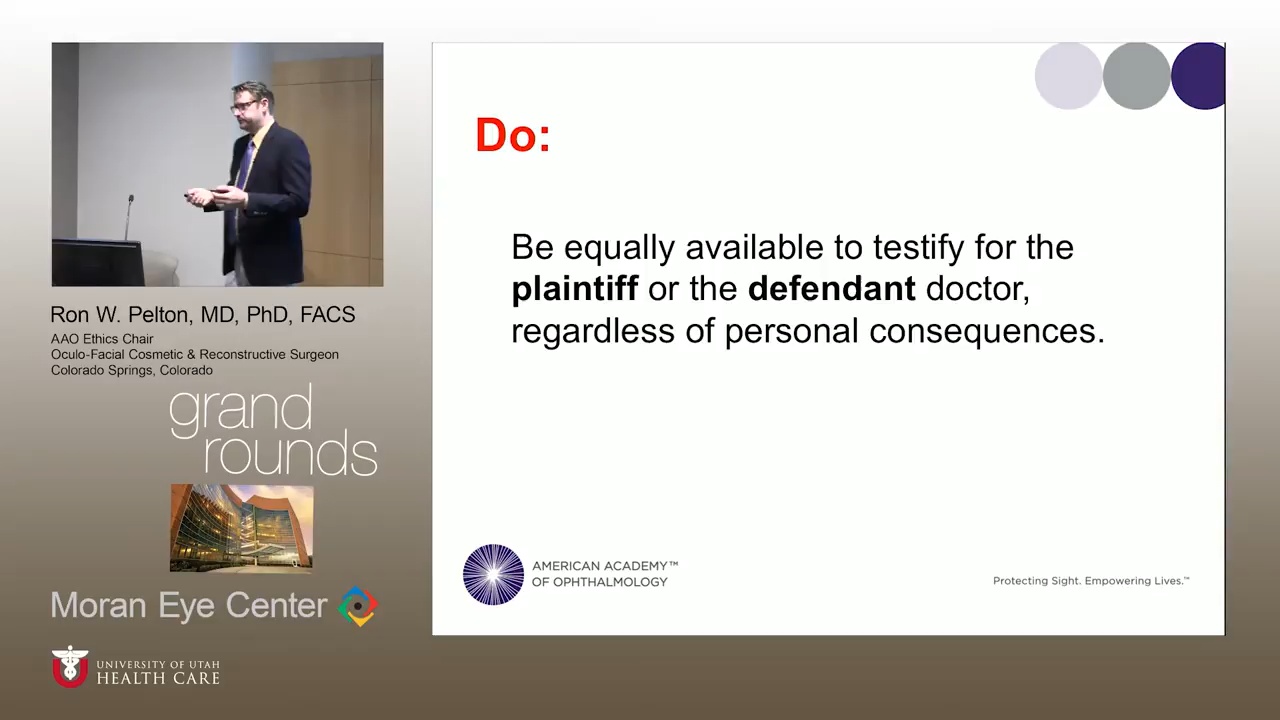 Do:
Be equally available to testify for the
plaintiff or the defendant doctor,
regardless of personal consequences.
AMERICAN ACADEMY™
OF OPHTHALMOLOGY
Protecting Sight. Empowering Lives.™
Ron W. Pelton, MD, PhD, FACS
AAO Ethics Chair
Oculo-Facial Cosmetic & Reconstructive Surgeon
Colorado Springs, Colorado
grand
rounds
Moran Eye Center
UNIVERSITY OF UTAH
HEALTH CARE